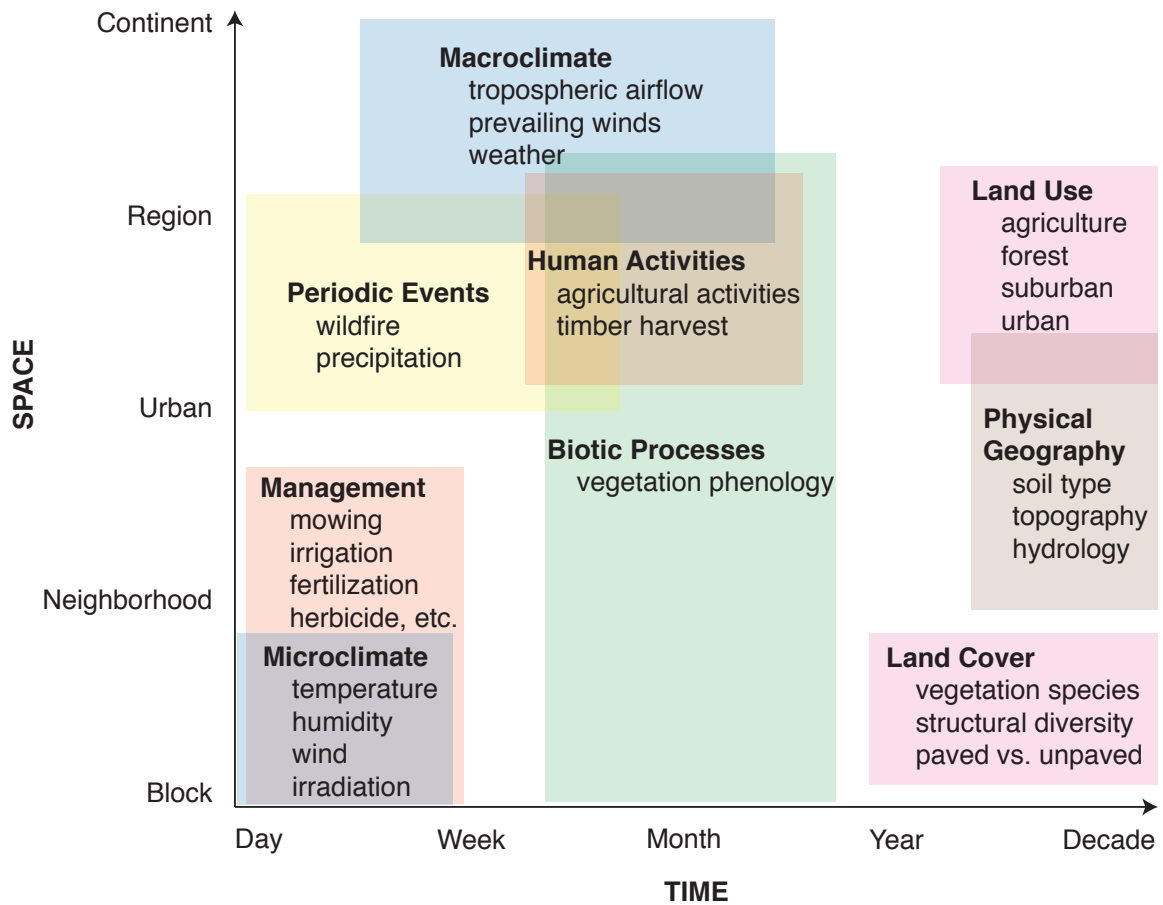 Continent
Macroclimate
tropospheric airflow
prevailing winds
weather
Region
Land Use
agriculture
forest
suburban
urban
Human Activities
agricultural activities
timber harvest
Periodic Events
wildfire
precipitation
SPACE
Urban
Physical
Geography
soil type
topography
hydrology
Biotic Processes
vegetation phenology
Management
mowing
irrigation
fertilization
herbicide, etc.
Neighborhood
Microclimate
temperature
humidity
wind
irradiation
Land Cover
vegetation species
structural diversity
paved vs. unpaved
Block
Day
Week
Month
Year
Decade
TIME